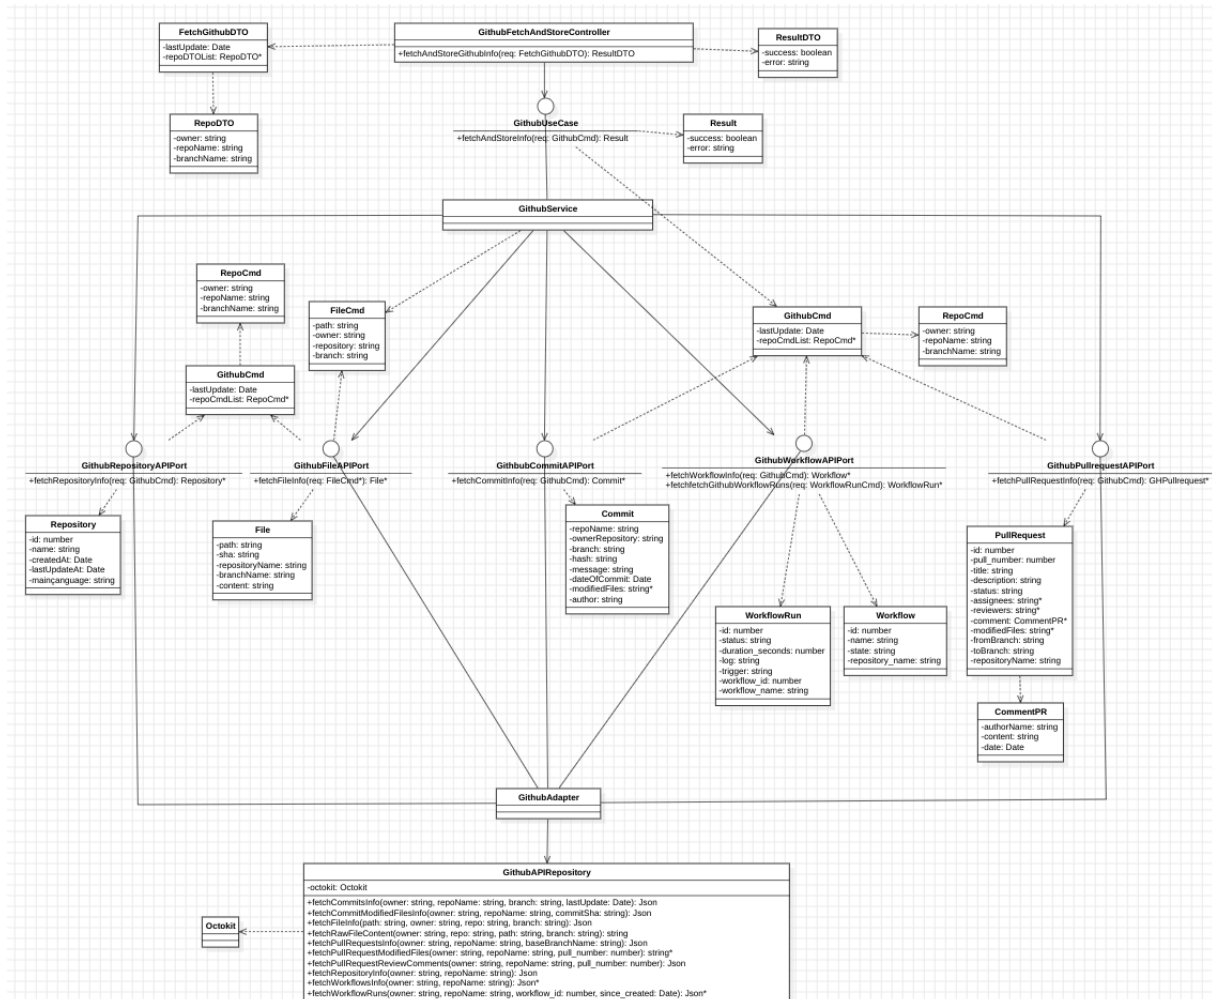 FetchGithubDTO
-lastUpdate: Date
-repoDTOList: RepoDTO*
GithubFetchAndStoreController
+fetchAndStoreGithubInfo(req: FetchGithubDTO): ResultDTO
ResultDTO
-success: boolean
-error: string
RepoDTO
-owner: string
-repoName: string
-branchName: string
GithubUseCase
+fetchAndStoreInfo(req: GithubCmd): Result
Result
-success: boolean
-error: string
GithubService
RepoCmd
-owner: string
-repoName: string
-branchName: string
FileCmd
-path: string
-owner: string
-repository: string
-branch: string
GithubCmd
-lastUpdate: Date
-repoCmdList: RepoCmd*
RepoCmd
-owner: string
-repoName: string
-branchName: string
GithubCmd
-lastUpdate: Date
-repoCmdList: RepoCmd*
GithubRepositoryAPIPort
+fetchRepositoryInfo(req: GithubCmd): Repository*
GithubFileAPIPort
+fetchFileInfo(req: FileCmd*): File*
GithbubCommitAPIPort
+fetchCommitInfo(req: GithubCmd): Commit*
GithubWorkflowAPIPort
+fetchWorkflowInfo(req: GithubCmd): Workflow*
+fetchfetchGithubWorkflowRuns(req: WorkflowRunCmd): WorkflowRun*
GithubPullrequestAPIPort
+fetchPullRequestInfo(req: GithubCmd): GHPullrequest*
Repository
-id: number
-name: string
-createdAt: Date
-lastUpdateAt: Date
-mainçanguage: string
File
-path: string
-sha: string
-repositoryName: string
-branchName: string
-content: string
Commit
-repoName: string
-ownerRepository: string
-branch: string
-hash: string
-message: string
-dateOfCommit: Date
-modifiedFiles: string*
-author: string
PullRequest
-id: number
-pull_number: number
-title: string
-description: string
-status: string
-assignees: string*
-reviewers: string*
-comment: CommentPR*
-modifiedFiles: string*
-fromBranch: string
-toBranch: string
-repositoryName: string
WorkflowRun
-id: number
-status: string
-duration_seconds: number
-log: string
-trigger: string
-workflow_id: number
-workflow_name: string
Workflow
-id: number
-name: string
-state: string
-repository_name: string
CommentPR
-authorName: string
-content: string
-date: Date
GithubAdapter
GithubAPIRepository
-octokit: Octokit
+fetchCommitsInfo(owner: string, repoName: string, branch: string, lastUpdate: Date): Json
+fetchCommitModifiedFilesInfo(owner: string, repoName: string, commitSha: string): Json
+fetchFileInfo(path: string, owner: string, repo: string, branch: string): Json
+fetchRawFileContent(owner: string, repo: string, path: string, branch: string): string
+fetchPullRequestsInfo(owner: string, repoName: string, baseBranchName: string): Json
+fetchPullRequestModifiedFiles(owner: string, repoName: string, pull_number: number): string*
+fetchPullRequestReviewComments(owner: string, repoName: string, pull_number: number): Json
+fetchRepositoryInfo(owner: string, repoName: string): Json
+fetchWorkflowsInfo(owner: string, repoName: string): Json*
+fetchWorkflowRuns(owner: string, repoName: string, workflow_id: number, since_created: Date): Json*
Octokit